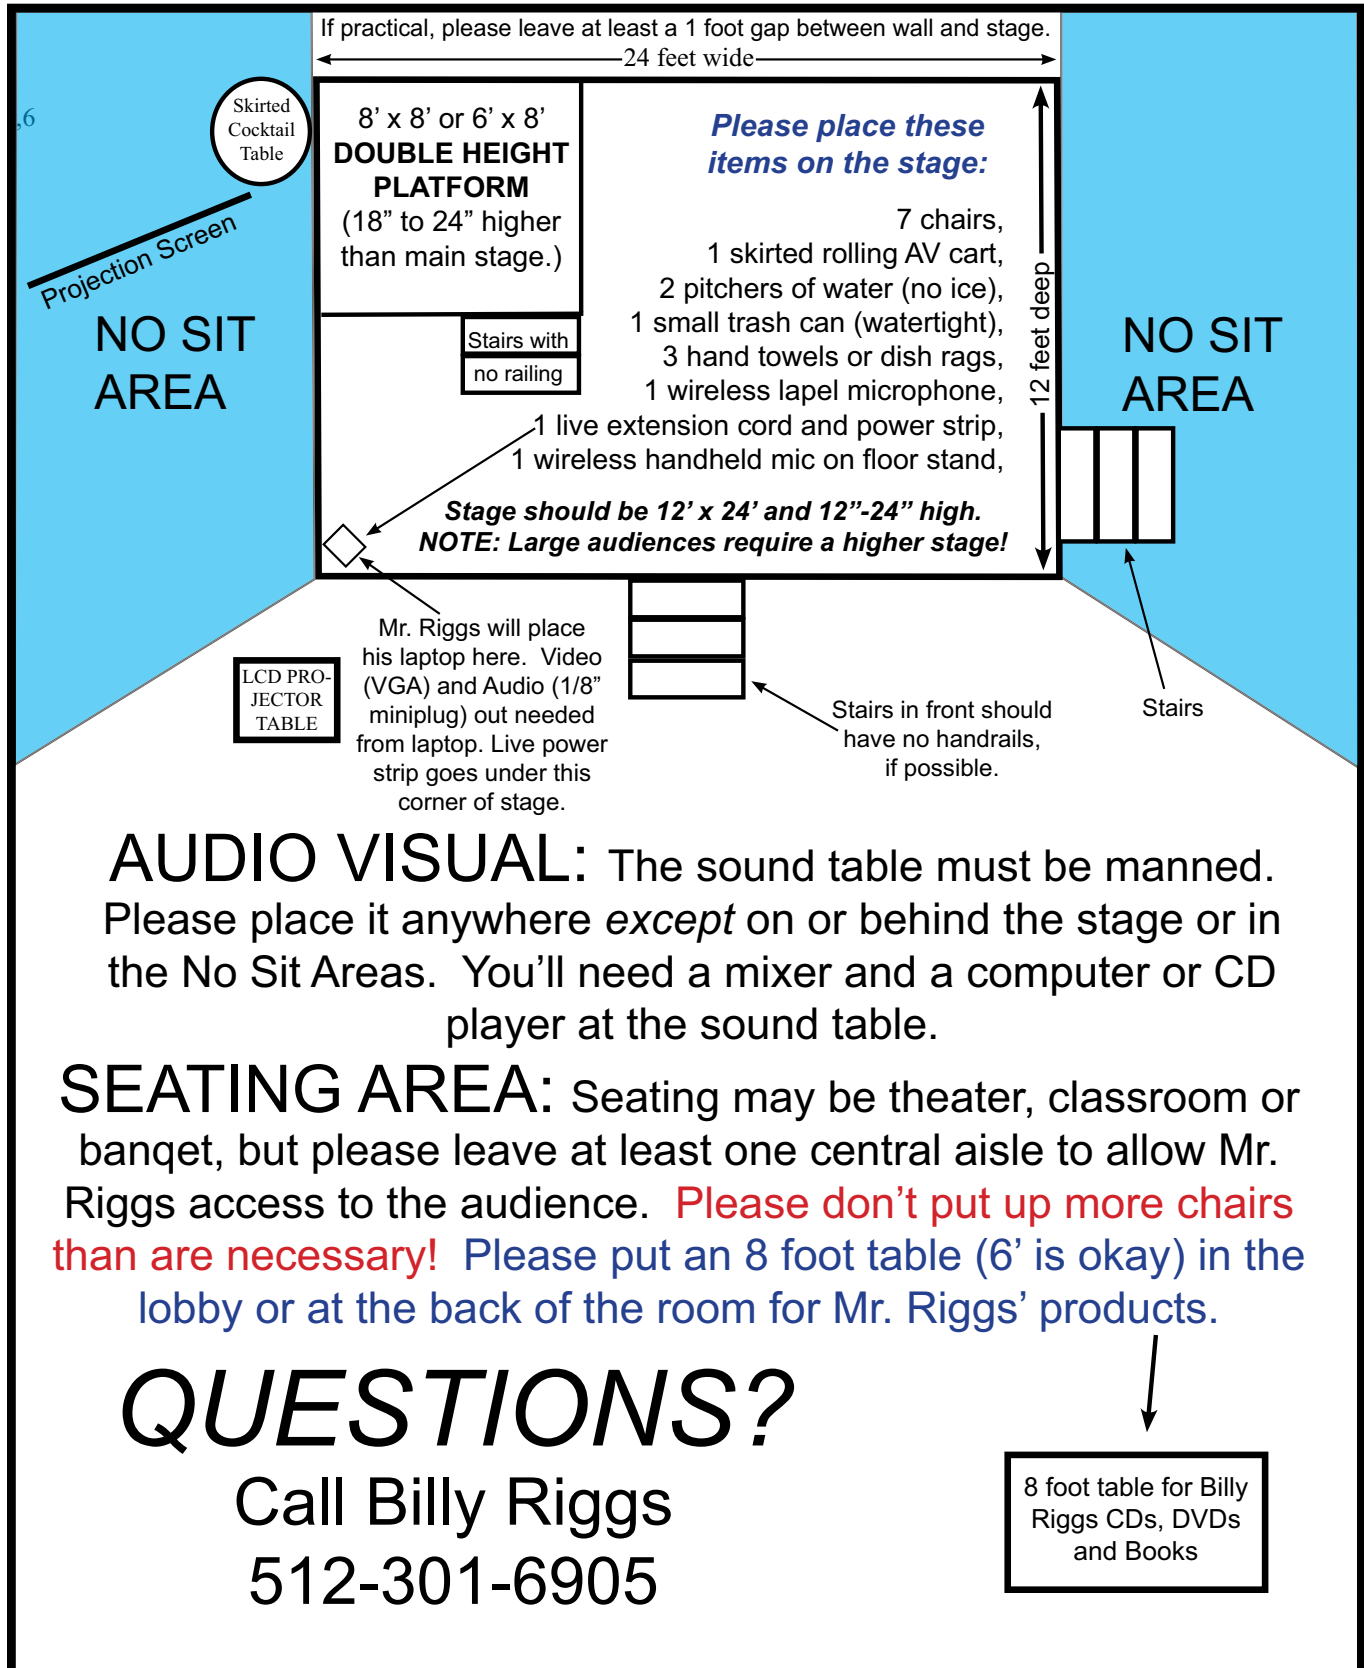 If practical, please leave at least a 1 foot gap between wall and stage.
24 feet wide
,6
Skirted
Cocktail
Table
8’ x 8’ or 6’ x 8’
DOUBLE HEIGHT
PLATFORM
(18” to 24” higher
than main stage.)
Projection Screen
NO SIT
AREA
Stairs with
no railing
Please place these
items on the stage:
7 chairs,
1 skirted rolling AV cart,
2 pitchers of water (no ice),
1 small trash can (watertight),
3 hand towels or dish rags,
1 wireless lapel microphone,
1 live extension cord and power strip,
1 wireless handheld mic on floor stand,
12 feet deep
NO SIT
AREA
Stage should be 12’ x 24’ and 12”-24” high.
NOTE: Large audiences require a higher stage!
LCD PRO-
JECTOR
TABLE
Mr. Riggs will place
his laptop here.  Video
(VGA) and Audio (1/8”
miniplug) out needed
from laptop. Live power
strip goes under this
corner of stage.
Stairs in front should
have no handrails,
if possible.
Stairs
AUDIO VISUAL: The sound table must be manned.
Please place it anywhere except on or behind the stage or in
the No Sit Areas.  You’ll need a mixer and a computer or CD
player at the sound table.
SEATING AREA: Seating may be theater, classroom or
banqet, but please leave at least one central aisle to allow Mr.
Riggs access to the audience.  Please don’t put up more chairs
than are necessary!  Please put an 8 foot table (6’ is okay) in the
lobby or at the back of the room for Mr. Riggs’ products.
QUESTIONS?
Call Billy Riggs
512-301-6905
8 foot table for Billy
Riggs CDs, DVDs
and Books